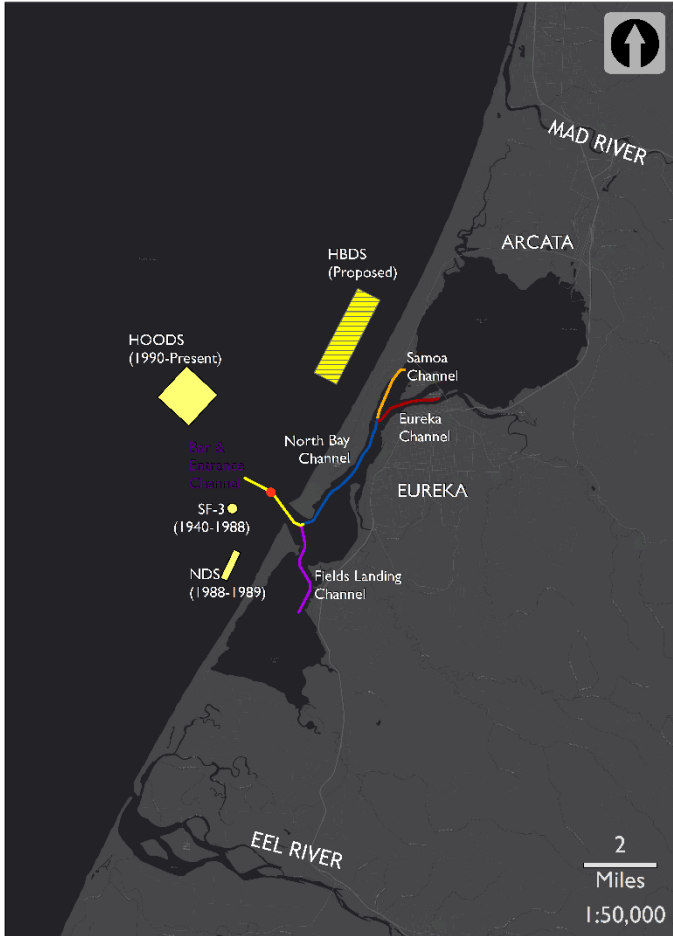 MAD RIVER
ARCATA
HBDS
(Proposed)
HOODS
(1990-Present)
Samoa
Channel
Eureka
Channel
North Bay
Channel
Bar &
Entrance
Channel
EUREKA
SF-3
(1940-1988)
NDS
(1988-1989)
Fields Landing
Channel
EEL RIVER
2
Miles
1:50,000